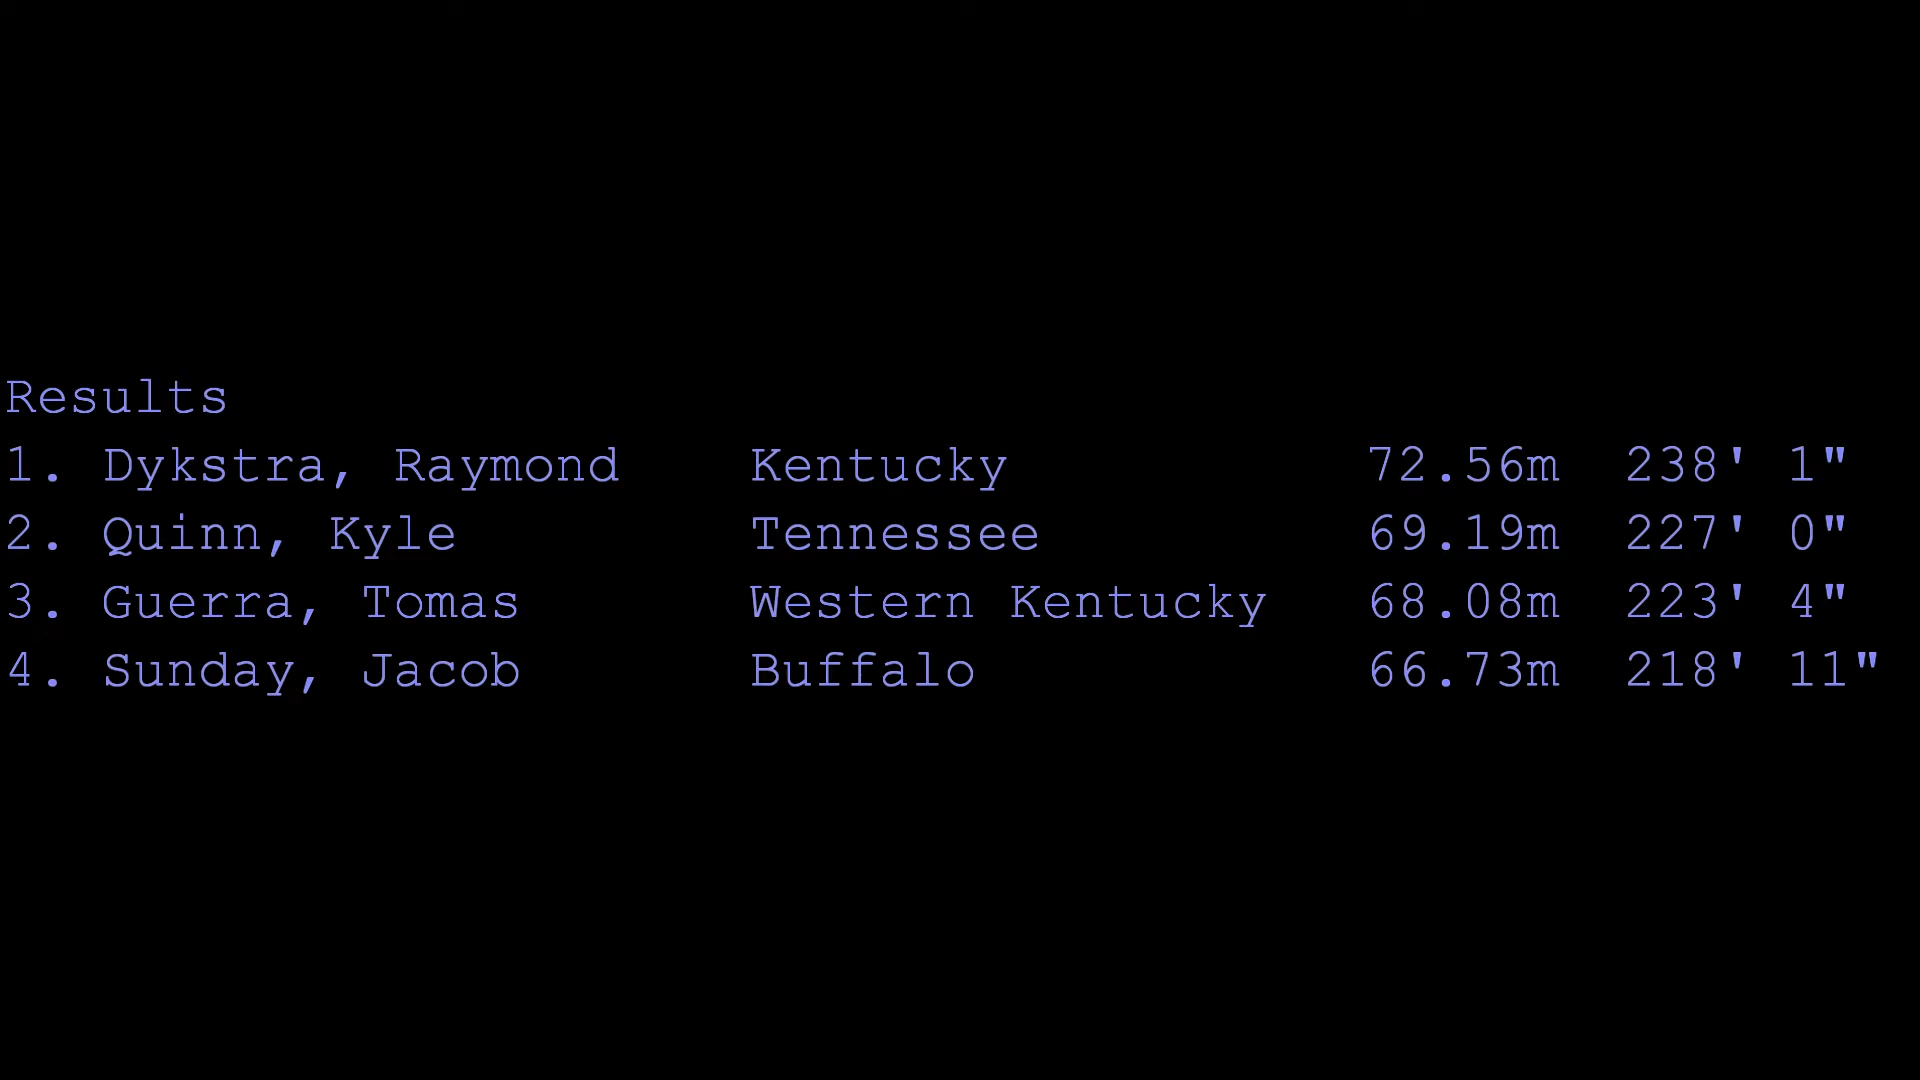 Results
1. Dykstra, Raymond Kentucky 72.56m 238' 1"
2. Quinn, Kyle Tennessee 69.19m 227' 0"
3. Guerra, Tomas Western Kentucky 68.08m 223' 4"
4. Sunday, Jacob Buffalo 66.73m 218' 11"